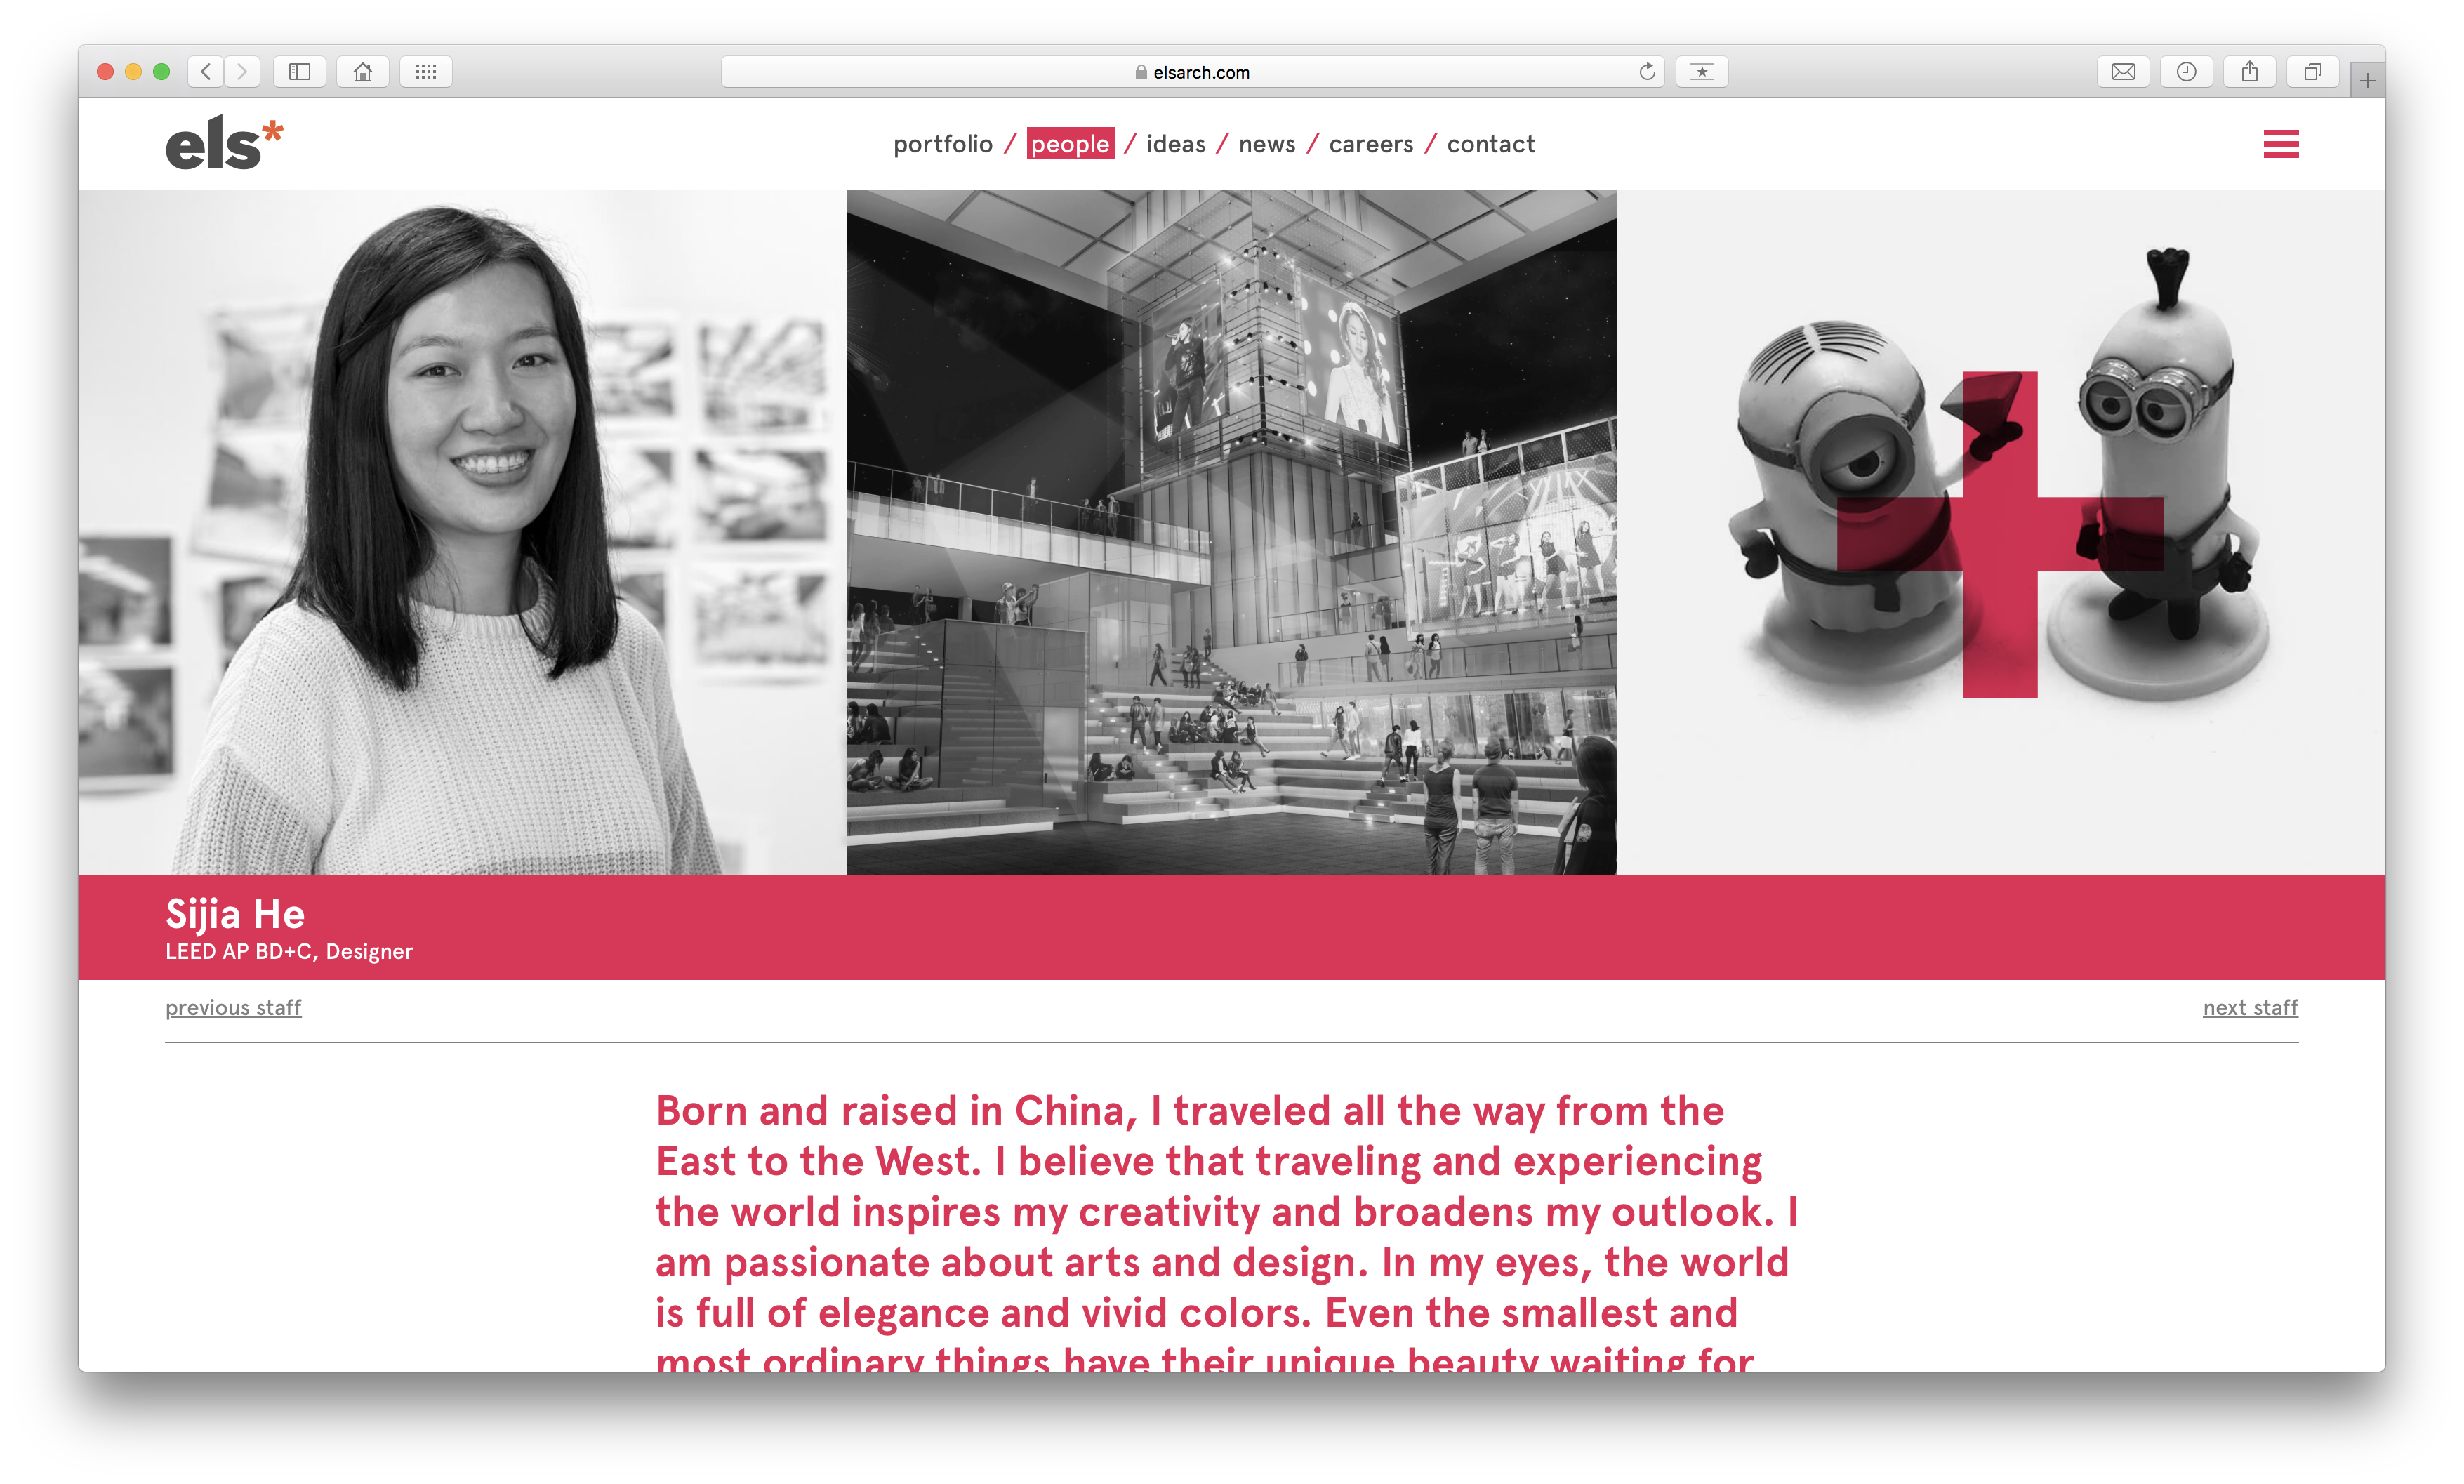 elsarch.com
els*
portfolio / people / ideas / news / careers / contact
Sijia He
LEED AP BD+C, Designer
previous staff
next staff
Born and raised in China, I traveled all the way from the
East to the West. I believe that traveling and experiencing
the world inspires my creativity and broadens my outlook. I
am passionate about arts and design. In my eyes, the world
is full of elegance and vivid colors. Even the smallest and
most ordinary things have their unique beauty waiting for